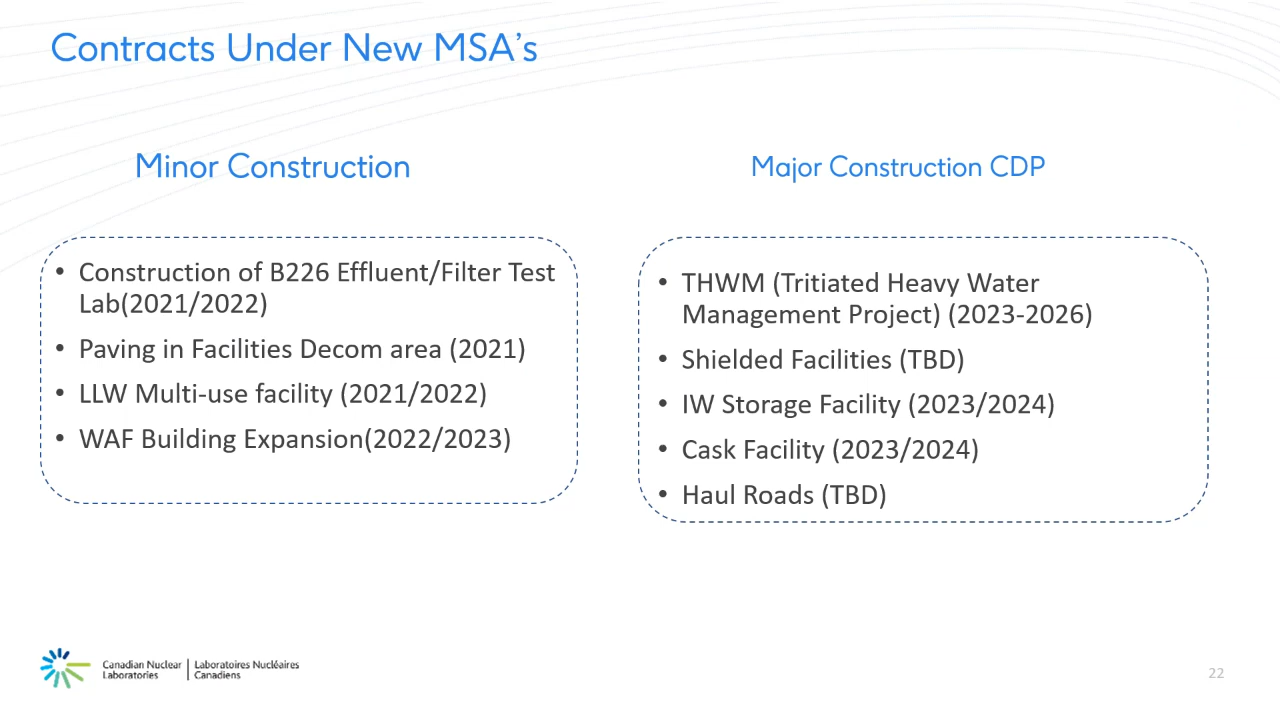 Contracts Under New MSA’s
Minor Construction
• Construction of B226 Effluent/Filter Test
Lab(2021/2022)
• Paving in Facilities Decom area (2021)
• LLW Multi-use facility (2021/2022)
• WAF Building Expansion(2022/2023)
Major Construction CDP
• THWM (Tritiated Heavy Water
Management Project) (2023-2026)
• Shielded Facilities (TBD)
• IW Storage Facility (2023/2024)
• Cask Facility (2023/2024)
• Haul Roads (TBD)
Canadian Nuclear
Laboratories
Laboratoires Nucléaires
Canadiens
22